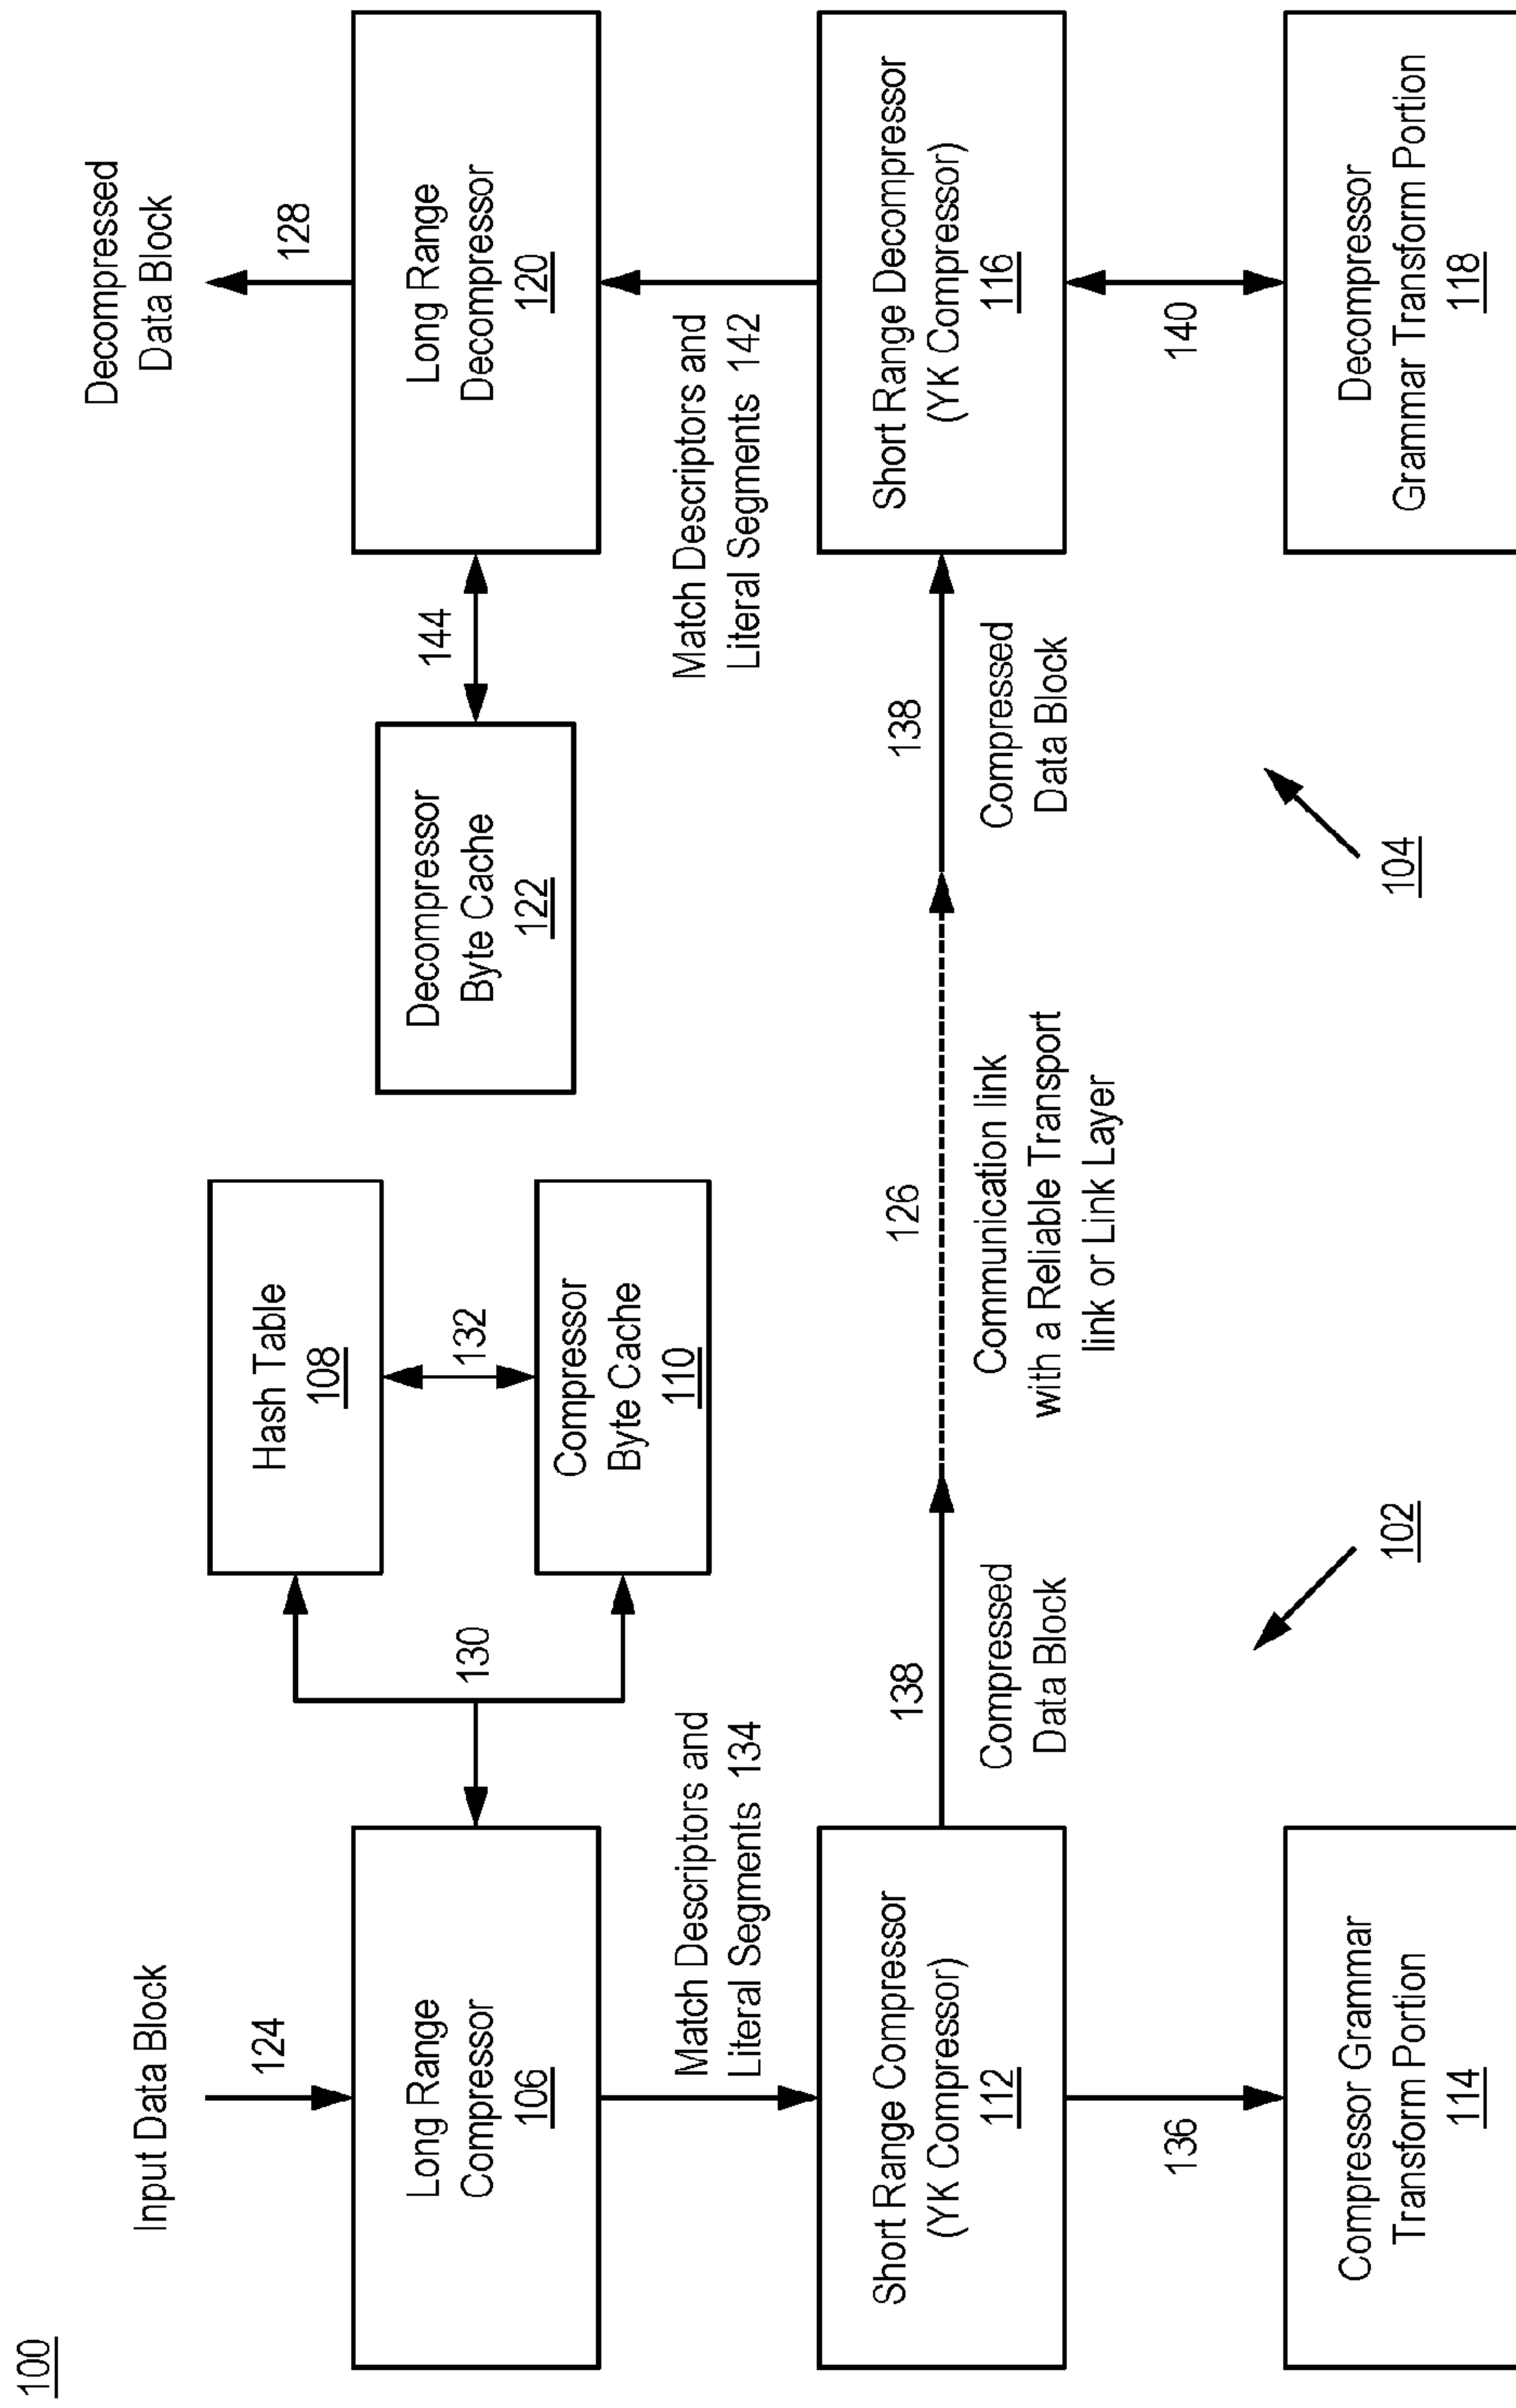 100
Input Data Block
124
Long Range
Compressor
106
130
Hash Table
108
132
Compressor
Byte Cache
110
Match Descriptors and
Literal Segments 134
Short Range Compressor
(YK Compressor)
112
136
Compressor Grammar
Transform Portion
114
138
Compressed
Data Block
102
126
Communication link
with a Reliable Transport
link or Link Layer
138
Compressed
Data Block
104
Decompressed
Data Block
128
Long Range
Decompressor
120
144
Decompressor
Byte Cache
122
Match Descriptors and
Literal Segments 142
Short Range Decompressor
(YK Compressor)
116
140
Decompressor
Grammar Transform Portion
118